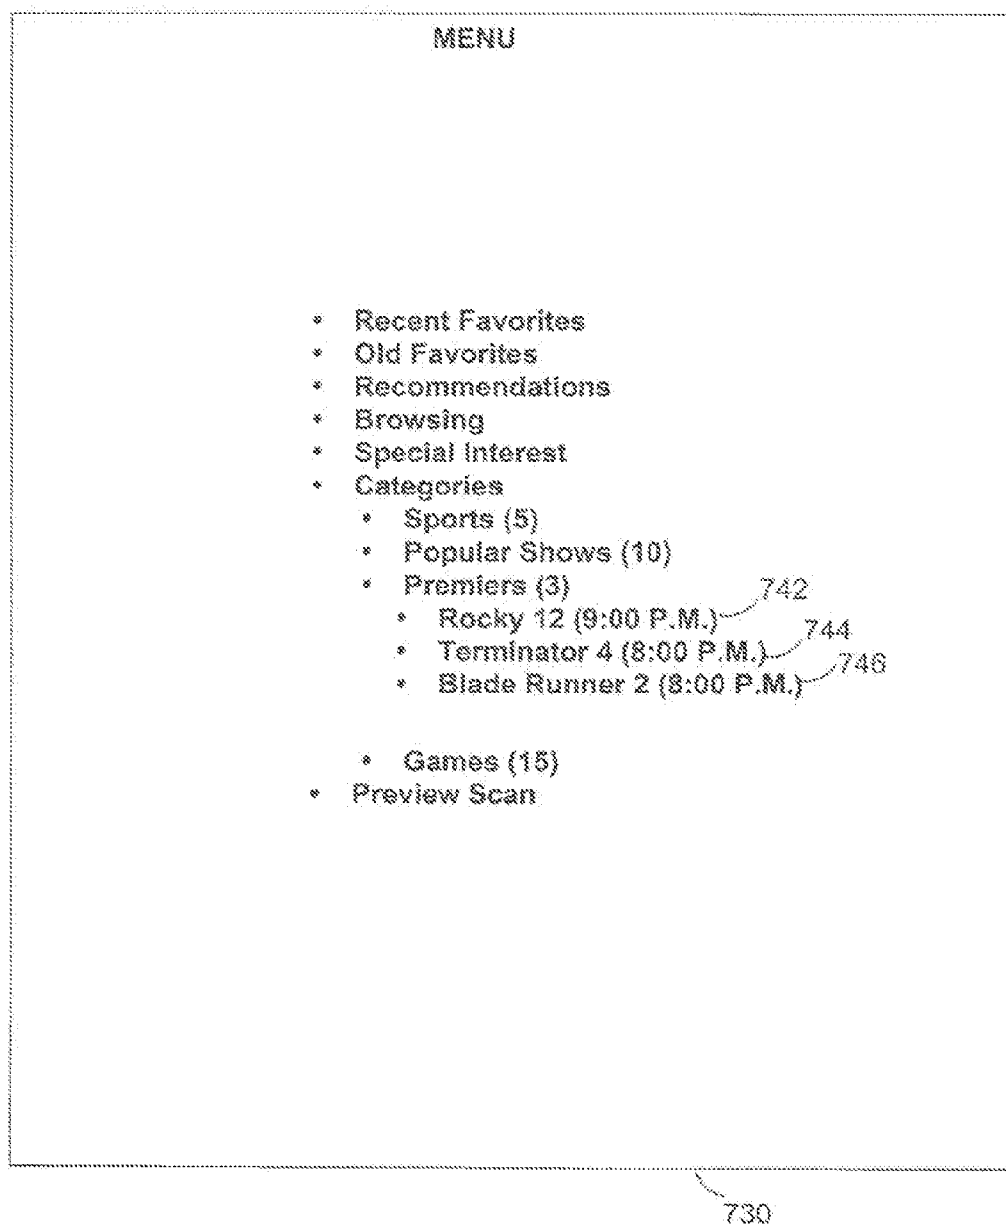 MENU
• Recent Favorites
• Old Favorites
• Recommendations
• Browsing
• Special Interest
• Categories
• Sports (5)
• Popular Shows (10)
• Premiers (3)
• Rocky 12 (9:00 P.M.) 742
• Terminator 4 (8:00 P.M.) 744
• Blade Runner 2 (8:00 P.M.) 746
• Games (15)
• Preview Scan
730